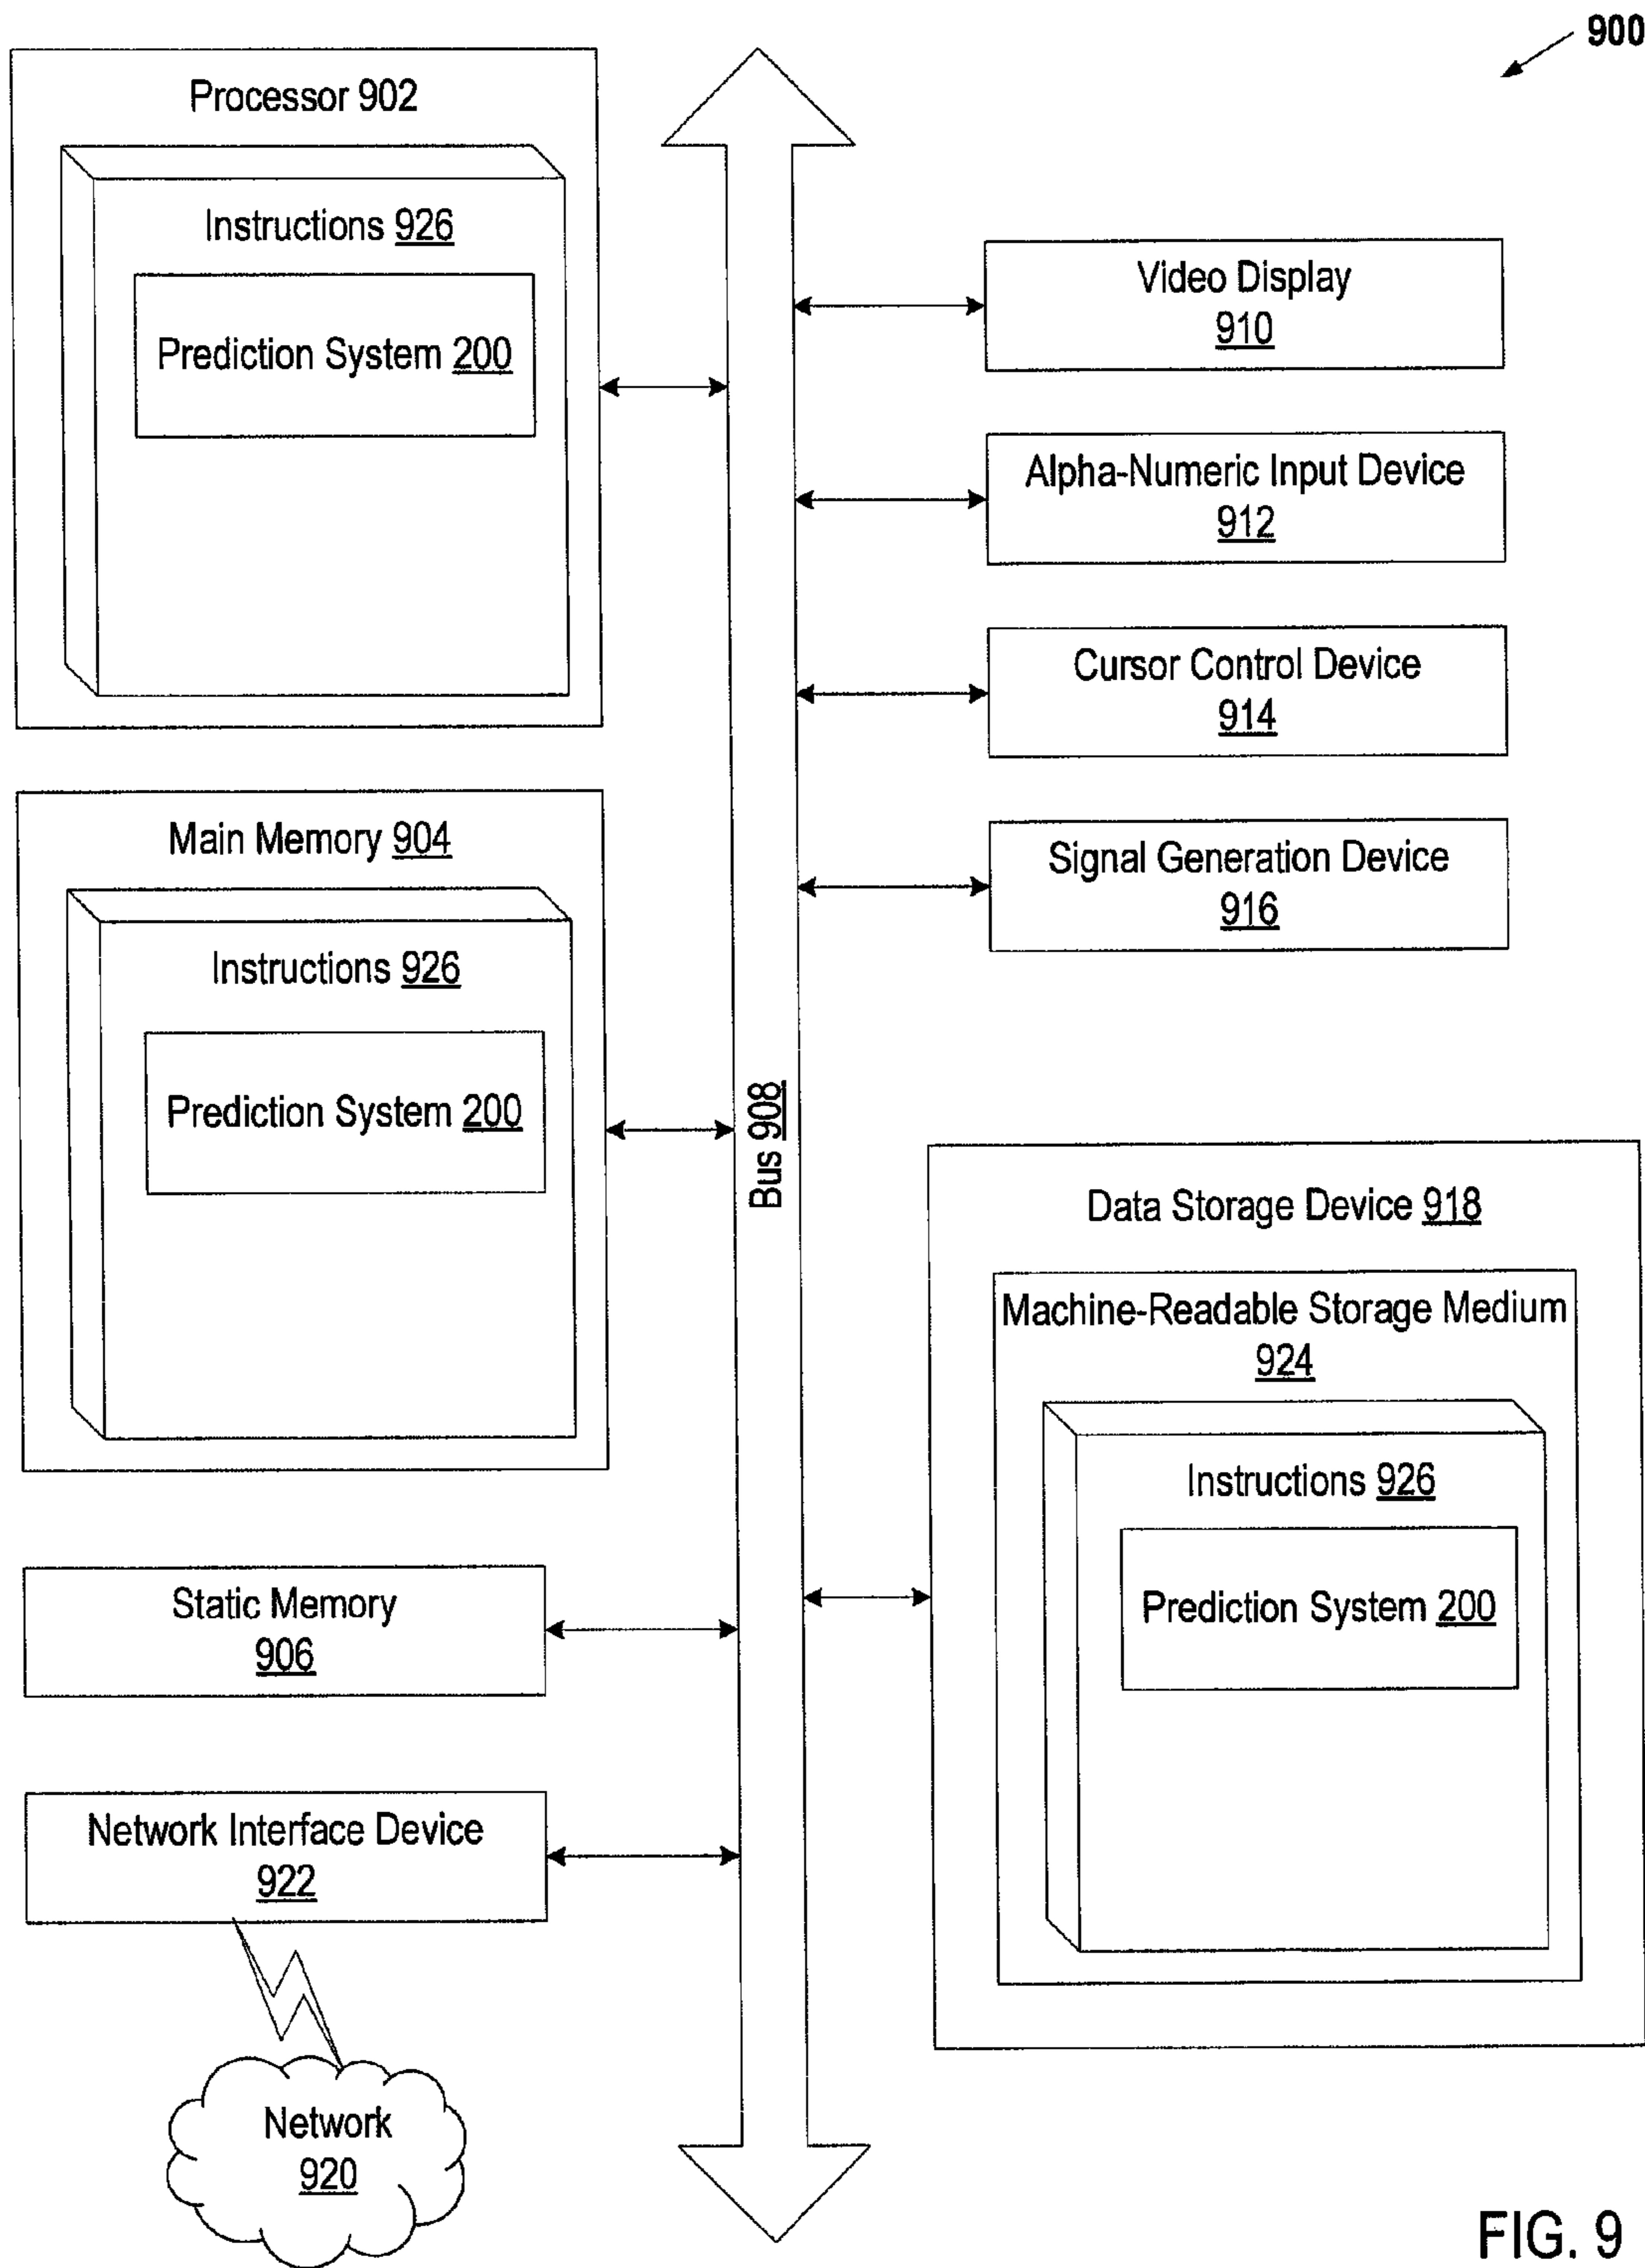 900
Processor 902
Instructions 926
Prediction System 200
Main Memory 904
Instructions 926
Prediction System 200
Static Memory
906
Network Interface Device
922
Network
920
Bus 908
Video Display
910
Alpha-Numeric Input Device
912
Cursor Control Device
914
Signal Generation Device
916
Data Storage Device 918
Machine-Readable Storage Medium
924
Instructions 926
Prediction System 200
FIG. 9